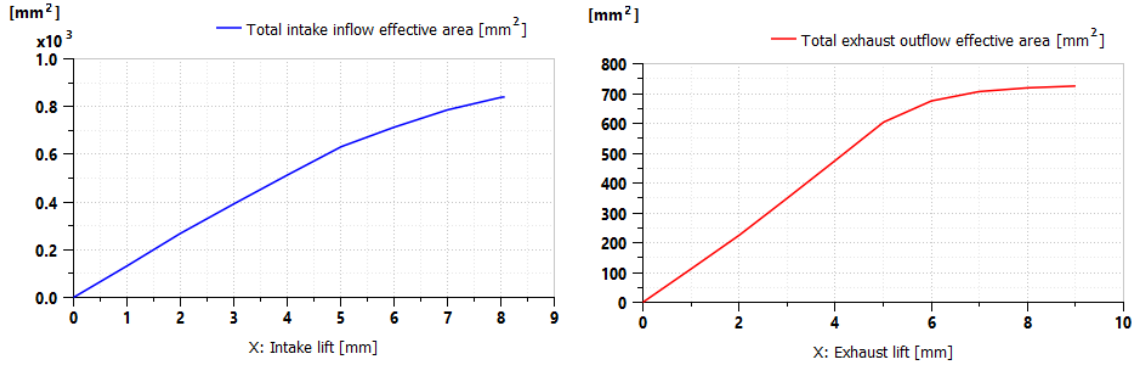 [mm²]
x10³
Total intake inflow effective area [mm²]
1.0
0.8
0.6
0.4
0.2
0.0
0 1 2 3 4 5 6 7 8 9
X: Intake lift [mm]
[mm²]
Total exhaust outflow effective area [mm²]
800
700
600
500
400
300
200
100
0
0 2 4 6 8 10
X: Exhaust lift [mm]